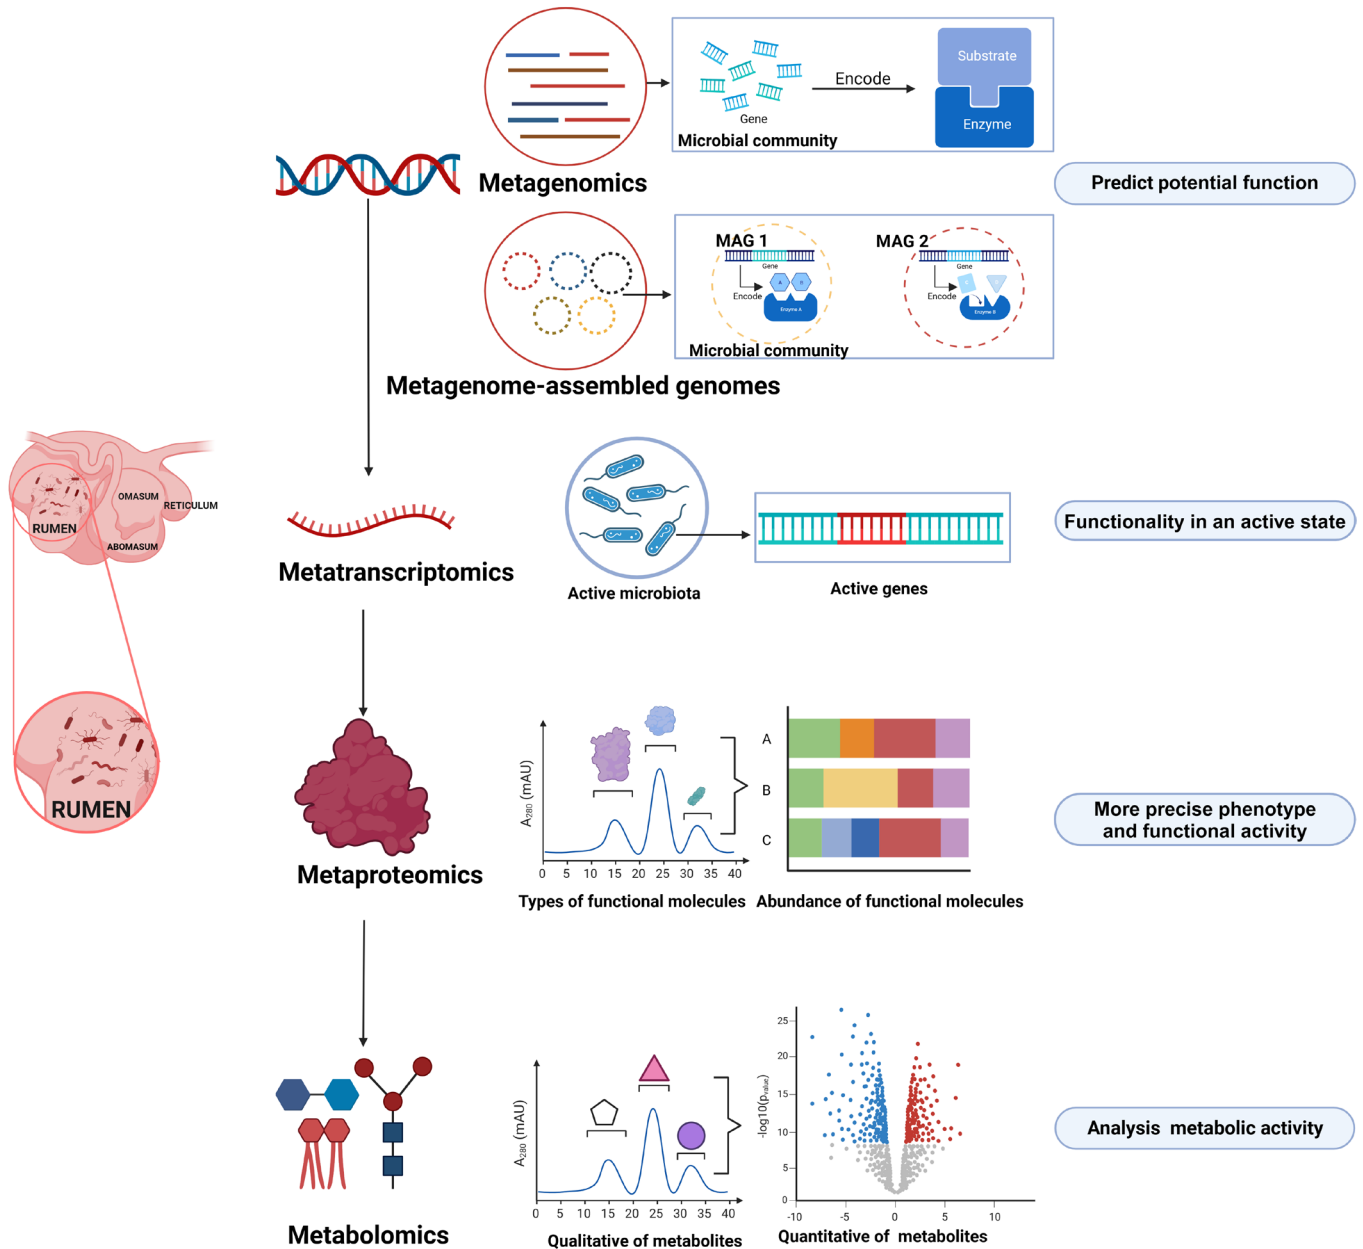 Substrate
Encode
Enzyme
Gene
Microbial community
Metagenomics
Predict potential function
MAG 1
MAG 2
Gene
Gene
A
B
Encode
Encode
Enzyme A
Enzyme B
Microbial community
Metagenome-assembled genomes
OMASUM
RETICULUM
RUMEN
ABOMASUM
Functionality in an active state
Metatranscriptomics
Active microbiota
Active genes
RUMEN
A₂₈₀ (mAU)
0 5 10 15 20 25 30 35 40
A
B
C
More precise phenotype
and functional activity
Metaproteomics
Types of functional molecules
Abundance of functional molecules
A₂₈₀ (mAU)
0 5 10 15 20 25 30 35 40
-log10(pvalue)
25
20
15
10
5
0
-10 -5 0 5 10
Analysis metabolic activity
Metabolomics
Qualitative of metabolites
Quantitative of metabolites